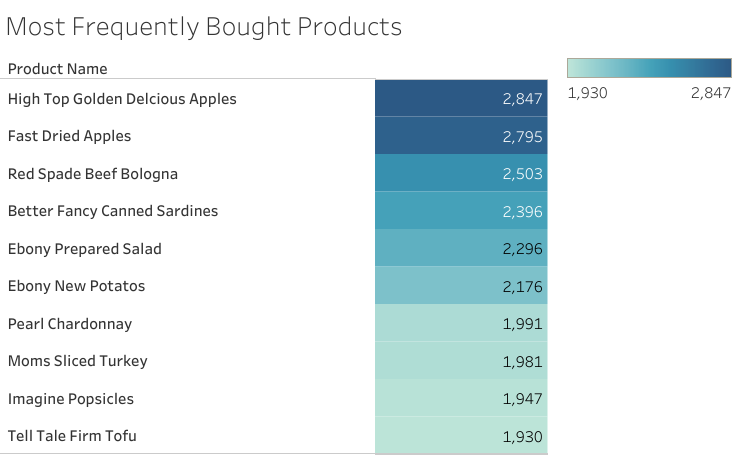 Most Frequently Bought Products
Product Name
High Top Golden Delcious Apples 2,847
Fast Dried Apples 2,795
Red Spade Beef Bologna 2,503
Better Fancy Canned Sardines 2,396
Ebony Prepared Salad 2,296
Ebony New Potatos 2,176
Pearl Chardonnay 1,991
Moms Sliced Turkey 1,981
Imagine Popsicles 1,947
Tell Tale Firm Tofu 1,930
1,930 2,847